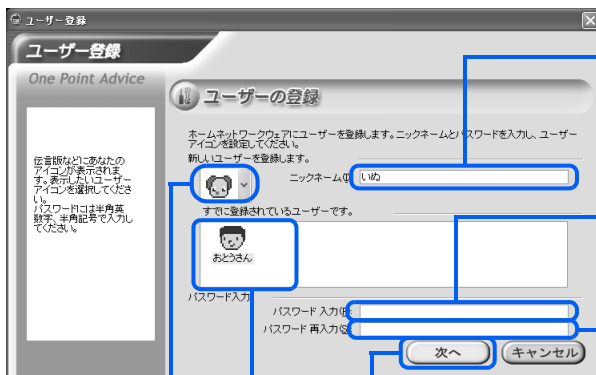 ユーザー登録
ユーザー登録
One Point Advice
伝言版などにあなたの
アイコンが表示されま
す。表示したいユーザー
アイコンを選択してくださ
い。
パスワードには半角英
数字、半角記号で入力し
てください。
ユーザーの登録
ホームネットワークウェアにユーザーを登録します。ニックネームとパスワードを入力し、ユーザー
アイコンを設定してください。
新しいユーザーを登録します。
ニックネーム いぬ
すでに登録されているユーザーです。
おとうさん
パスワード入力
パスワード 入力(P):
パスワード 再入力(S):
次へ
キャンセル